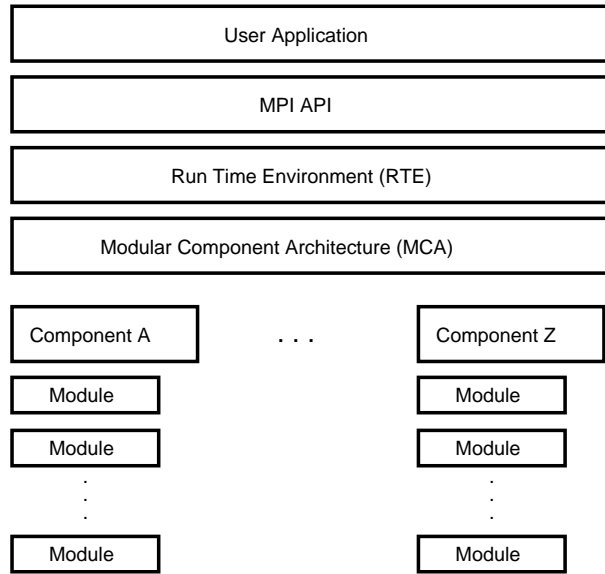 User Application
MPI API
Run Time Environment (RTE)
Modular Component Architecture (MCA)
Component A . . . Component Z
Module Module
Module Module
. .
. .
. .
Module Module